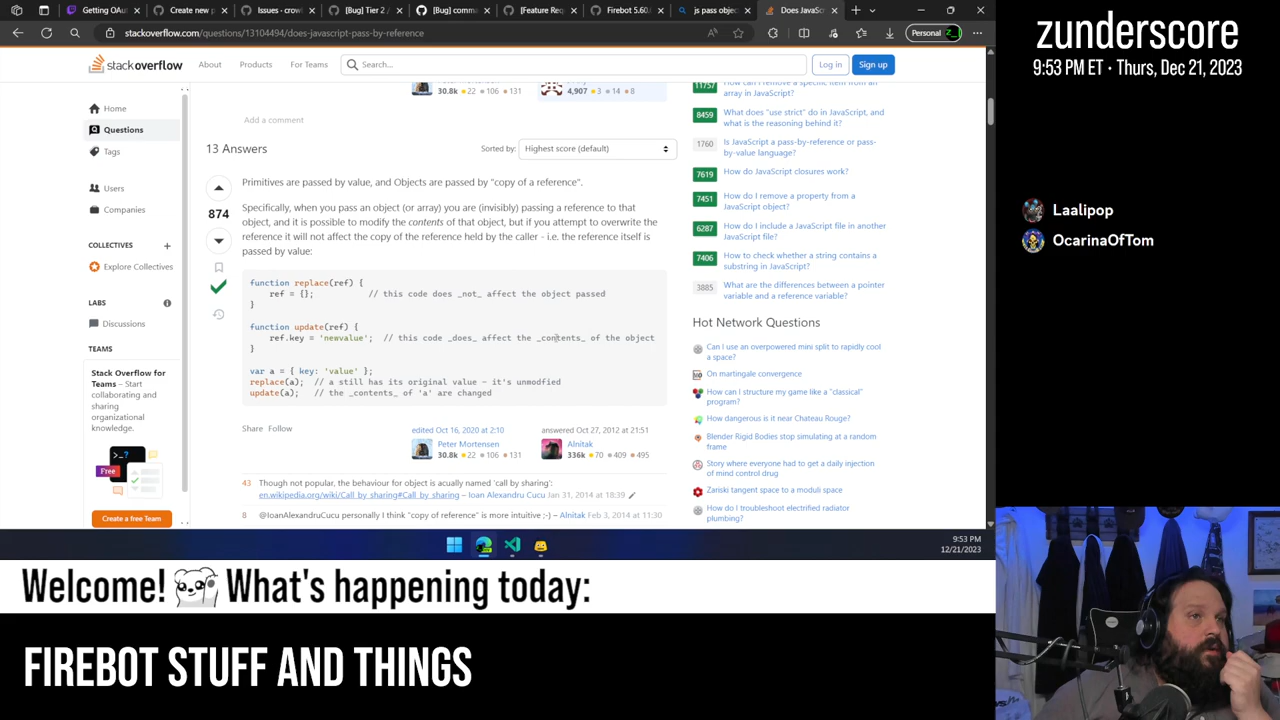 Getting OAu
Create new p
Issues · crow
[Bug] Tier 2 /
[Bug] comma
[Feature Req
Firebot 5.60.
js pass objec
Does JavaSc
stackoverflow.com/questions/13104494/does-javascript-pass-by-reference
Personal
stackoverflow
About
Products
For Teams
Search...
Log in
Sign up
Home
Questions
Tags
Users
Companies
COLLECTIVES
Explore Collectives
LABS
Discussions
TEAMS
Stack Overflow for
Teams – Start
collaborating and
sharing
organizational
knowledge.
Free
Create a free Team
30.8k 22 106 131
4,907 3 14 8
Add a comment
13 Answers
Sorted by:
Highest score (default)
874
Primitives are passed by value, and Objects are passed by "copy of a reference".
Specifically, when you pass an object (or array) you are (invisibly) passing a reference to that
object, and it is possible to modify the contents of that object, but if you attempt to overwrite the
reference it will not affect the copy of the reference held by the caller - i.e. the reference itself is
passed by value:
function replace(ref) {
ref = {}; // this code does _not_ affect the object passed
}
function update(ref) {
ref.key = 'newvalue'; // this code _does_ affect the _contents_ of the object
}
var a = { key: 'value' };
replace(a); // a still has its original value - it's unmodfied
update(a); // the _contents_ of 'a' are changed
Share Follow
edited Oct 16, 2020 at 2:10
Peter Mortensen
30.8k 22 106 131
answered Oct 27, 2012 at 21:51
Alnitak
336k 70 409 495
43 Though not popular, the behaviour for object is acually named 'call by sharing':
en.wikipedia.org/wiki/Call_by_sharing#Call_by_sharing – Ioan Alexandru Cucu Jan 31, 2014 at 18:39
8 @IoanAlexandruCucu personally I think "copy of reference" is more intuitive ;-) – Alnitak Feb 3, 2014 at 11:30
11757 How can I remove a specific item from an
array in JavaScript?
8459 What does "use strict" do in JavaScript, and
what is the reasoning behind it?
1760 Is JavaScript a pass-by-reference or pass-
by-value language?
7619 How do JavaScript closures work?
7451 How do I remove a property from a
JavaScript object?
6287 How do I include a JavaScript file in another
JavaScript file?
7406 How to check whether a string contains a
substring in JavaScript?
3885 What are the differences between a pointer
variable and a reference variable?
Hot Network Questions
Can I use an overpowered mini split to rapidly cool
a space?
On martingale convergence
How can I structure my game like a "classical"
program?
How dangerous is it near Chateau Rouge?
Blender Rigid Bodies stop simulating at a random
frame
Story where everyone had to get a daily injection
of mind control drug
Zariski tangent space to a moduli space
How do I troubleshoot electrified radiator
plumbing?
9:53 PM
12/21/2023
zunderscore
9:53 PM ET • Thurs, Dec 21, 2023
Laalipop
OcarinaOfTom
Welcome! What's happening today:
FIREBOT STUFF AND THINGS